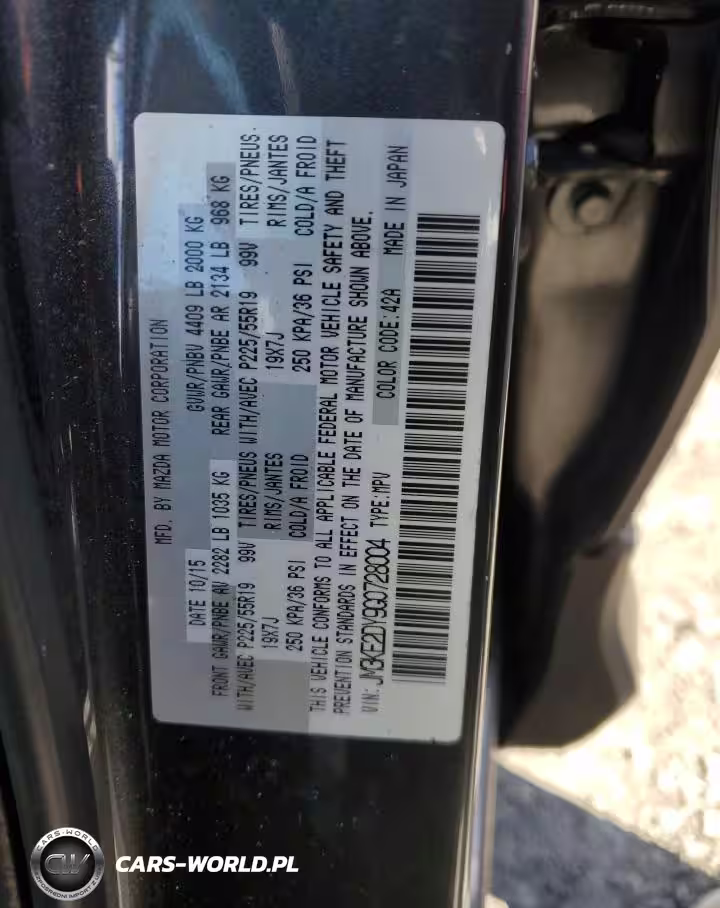 MFD. BY MAZDA MOTOR CORPORATION
DATE 10/15 GVWR/PNBV 4409 LB 2000 KG
FRONT GAWR/PNBE AV 2282 LB 1035 KG REAR GAWR/PNBE AR 2134 LB 968 KG
WITH/AVEC P225/55R19 99V TIRES/PNEUS WITH/AVEC P225/55R19 99V TIRES/PNEUS.
19X7J RIMS/JANTES 19X7J RIMS/JANTES
250 KPA/36 PSI COLD/A FROID 250 KPA/36 PSI COLD/A FROID
THIS VEHICLE CONFORMS TO ALL APPLICABLE FEDERAL MOTOR VEHICLE SAFETY AND THEFT
PREVENTION STANDARDS IN EFFECT ON THE DATE OF MANUFACTURE SHOWN ABOVE.
VIN: JM3KE2DY9G0728004 TYPE:MPV COLOR CODE:42A MADE IN JAPAN
CARS-WORLD
CW
CARS-WORLD.PL